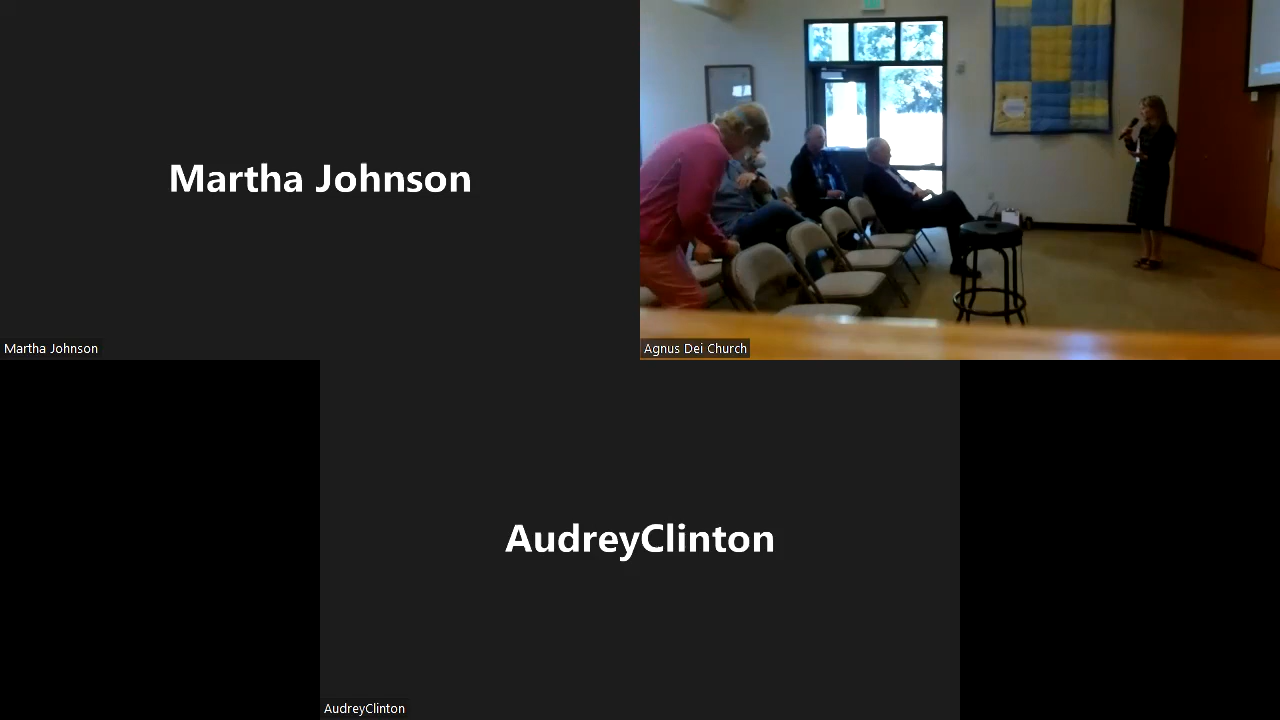 Martha Johnson
Martha Johnson
Agnus Dei Church
AudreyClinton
AudreyClinton